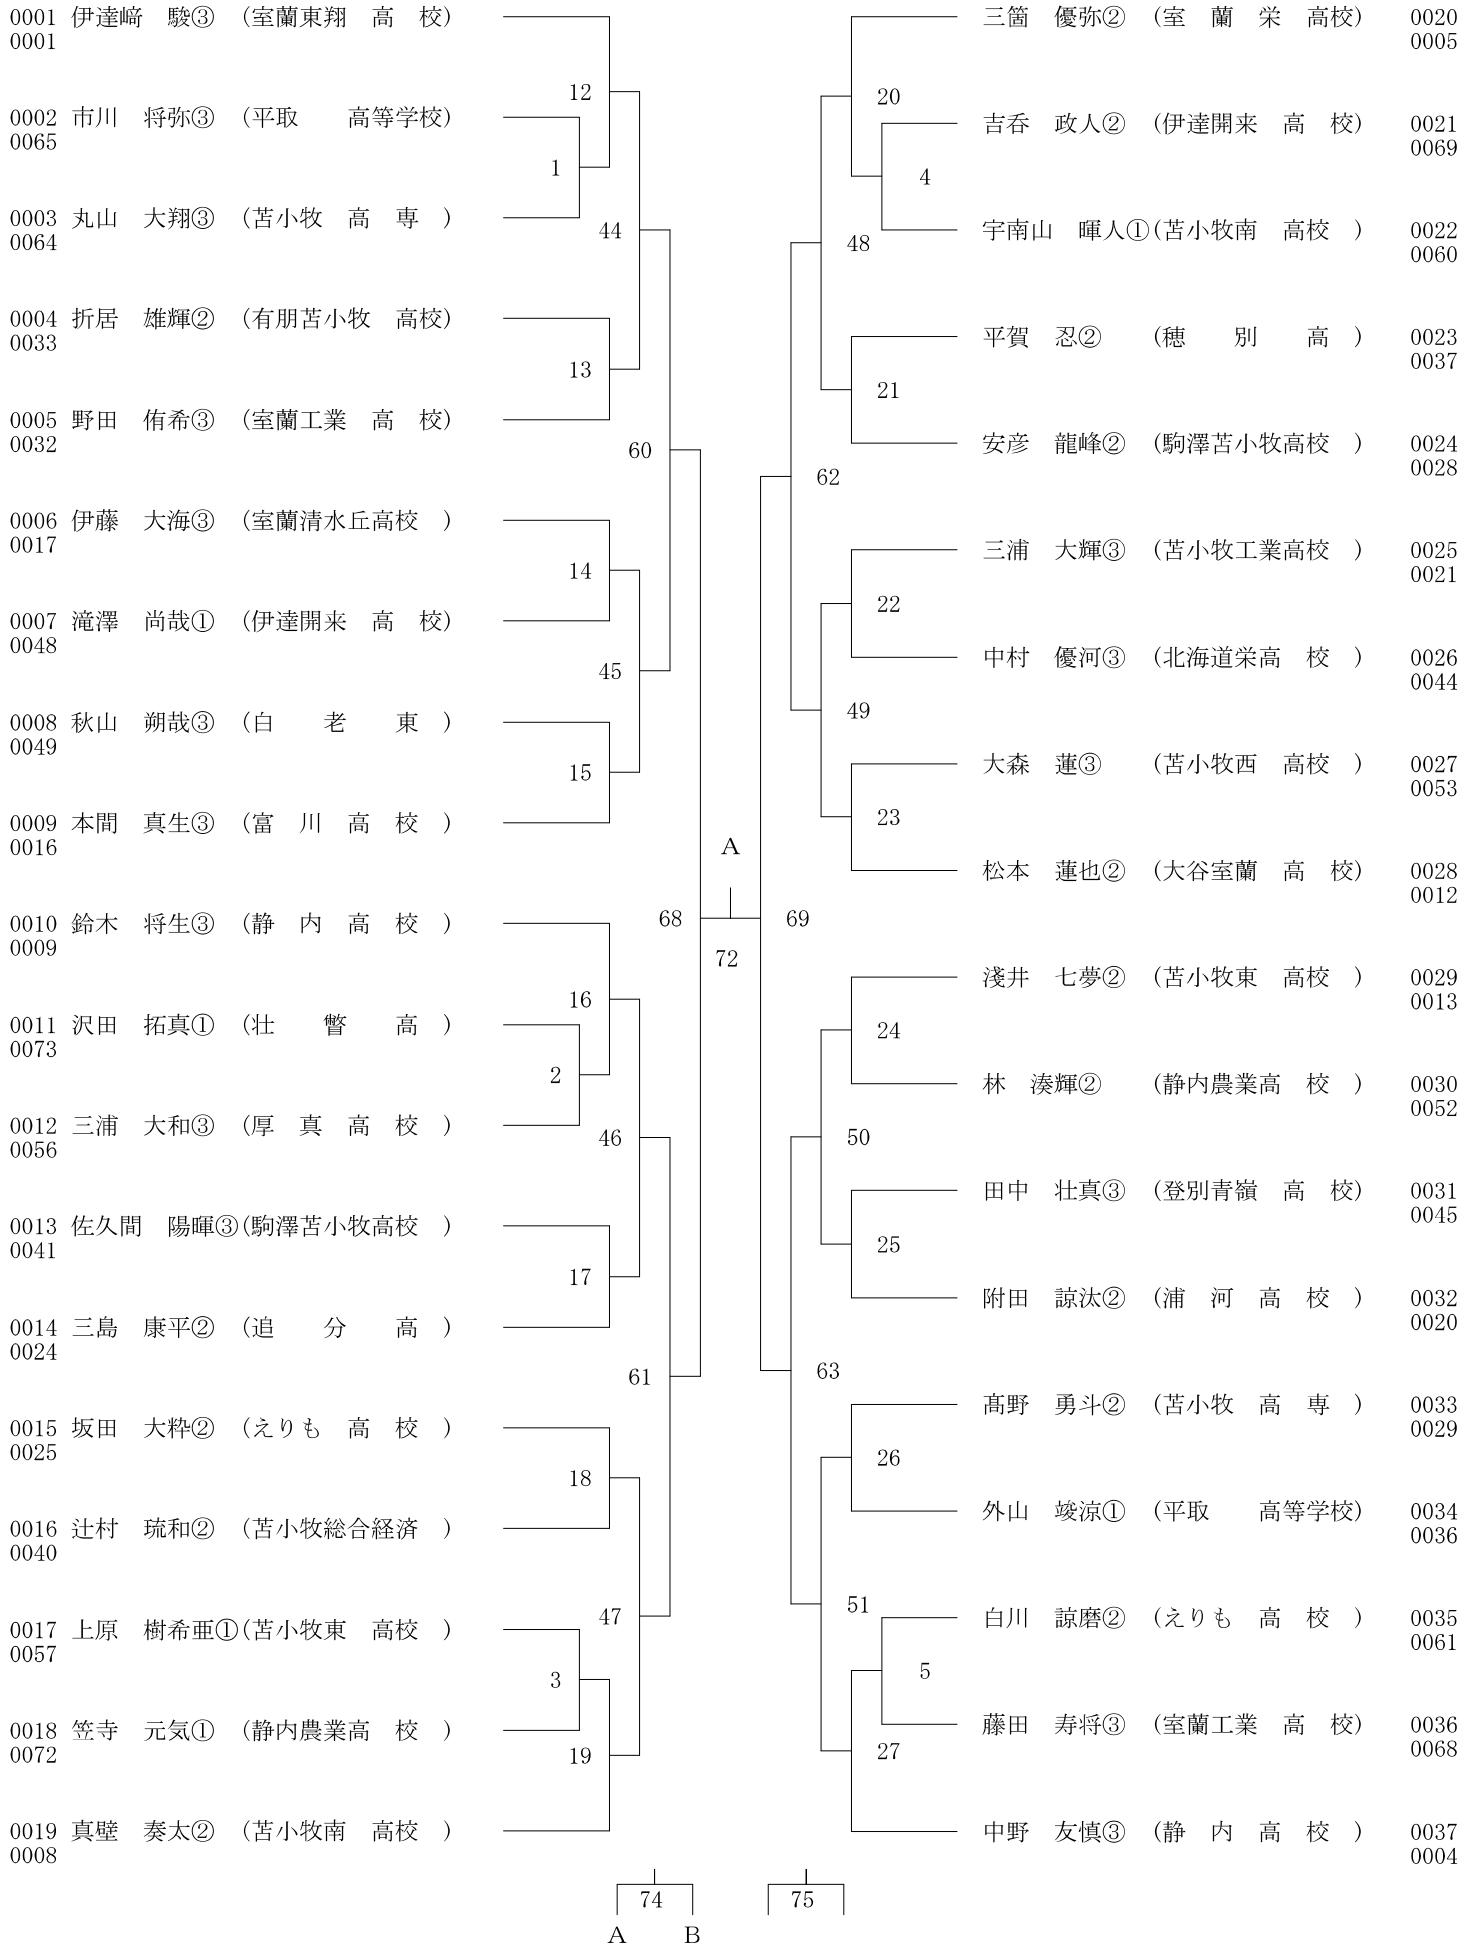 0001 伊達﨑　駿③　（室蘭東翔　高　校）
0001
12
0002 市川　将弥③　（平取　　高等学校）
0065
1
0003 丸山　大翔③　（苫小牧　高　専　）
0064
44
0004 折居　雄輝②　（有朋苫小牧　高校）
0033
13
0005 野田　侑希③　（室蘭工業　高　校）
0032
60
0006 伊藤　大海③　（室蘭清水丘高校　）
0017
14
0007 滝澤　尚哉①　（伊達開来　高　校）
0048
45
0008 秋山　朔哉③　（白　　老　　東　）
0049
15
0009 本間　真生③　（富　川　高　校　）
0016
68
0010 鈴木　将生③　（静　内　高　校　）
0009
16
0011 沢田　拓真①　（壮　　瞥　　高　）
0073
2
0012 三浦　大和③　（厚　真　高　校　）
0056
46
0013 佐久間　陽暉③（駒澤苫小牧高校　）
0041
17
0014 三島　康平②　（追　　分　　高　）
0024
61
0015 坂田　大粋②　（えりも　高　校　）
0025
18
0016 辻村　琉和②　（苫小牧総合経済　）
0040
47
0017 上原　樹希亜①（苫小牧東　高校　）
0057
3
0018 笠寺　元気①　（静内農業高　校　）
0072
19
0019 真壁　奏太②　（苫小牧南　高校　）
0008
A
72
三箇　優弥②　（室　蘭　栄　高校） 0020
0005
20
吉呑　政人②　（伊達開来　高　校） 0021
0069
4
宇南山　暉人①（苫小牧南　高校　） 0022
0060
48
平賀　忍②　　（穂　　別　　高　） 0023
0037
21
安彦　龍峰②　（駒澤苫小牧高校　） 0024
0028
62
三浦　大輝③　（苫小牧工業高校　） 0025
0021
22
中村　優河③　（北海道栄高　校　） 0026
0044
49
大森　蓮③　　（苫小牧西　高校　） 0027
0053
23
松本　蓮也②　（大谷室蘭　高　校） 0028
0012
69
淺井　七夢②　（苫小牧東　高校　） 0029
0013
24
林　湊輝②　　（静内農業高　校　） 0030
0052
50
田中　壮真③　（登別青嶺　高　校） 0031
0045
25
附田　諒汰②　（浦　河　高　校　） 0032
0020
63
髙野　勇斗②　（苫小牧　高　専　） 0033
0029
26
外山　竣涼①　（平取　　高等学校） 0034
0036
51
白川　諒磨②　（えりも　高　校　） 0035
0061
5
藤田　寿将③　（室蘭工業　高　校） 0036
0068
27
中野　友慎③　（静　内　高　校　） 0037
0004
74
A B
75